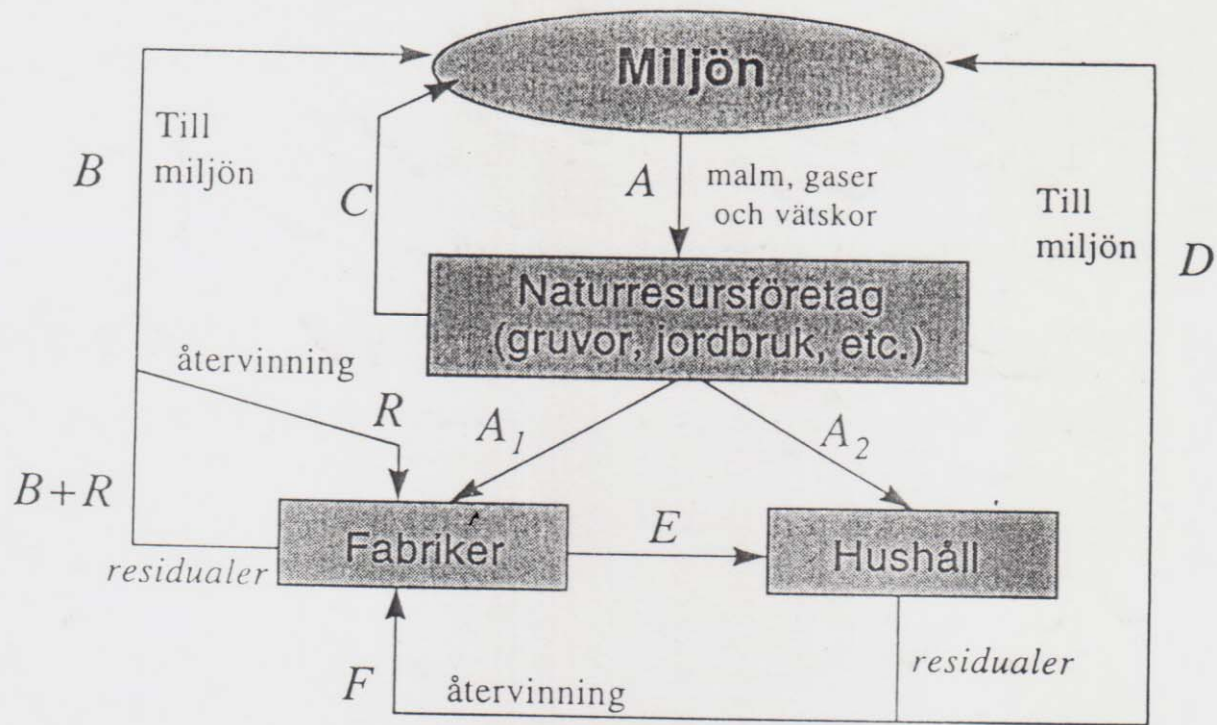 Miljön
Till
miljön
B
C
A
malm, gaser
och vätskor
Till
miljön
D
Naturresursföretag
(gruvor, jordbruk, etc.)
återvinning
R
A1
A2
B+R
Fabriker
E
Hushåll
residualer
residualer
F
återvinning